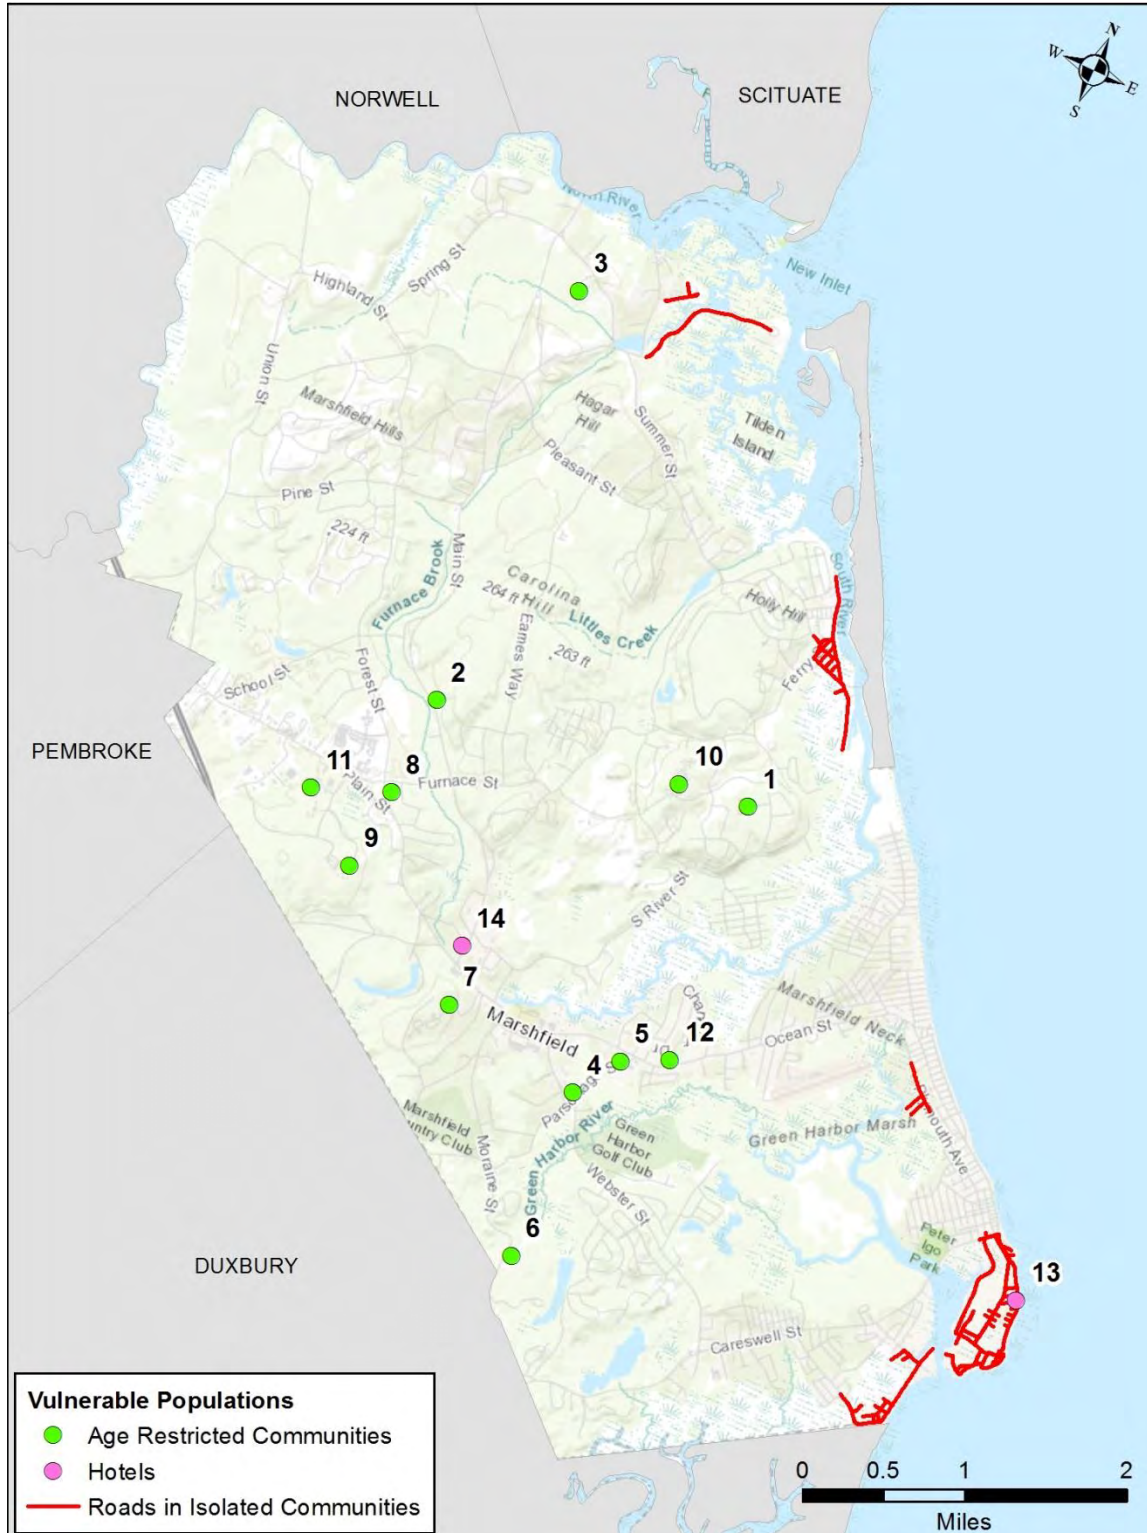 N
W
E
S
NORWELL
SCITUATE
North River
New Inlet
3
Spring St
Highland St
Union St
Marshfield Hills
Hagar
Hill
Summer St
Tilden
Island
Pleasant St
Pine St
224 ft
Main St
Furnace Brook
Carolina
Hill
264 ft
Littles Creek
Eames Way
263 ft
Holly Hill
South River
Ferry
School St
Forest St
2
PEMBROKE
11
8
Plain St
Furnace St
10
1
9
S River St
14
7
Marshfield
5
12
Ocean St
Marshfield Neck
4
Green Harbor River
Marshfield
untry Club
Green
Harbor
Golf Club
Green Harbor Marsh
mouth Ave
Moraine St
Webster St
6
Peter
Igo
Park
DUXBURY
13
Careswell St
Vulnerable Populations
Age Restricted Communities
Hotels
Roads in Isolated Communities
0 0.5 1 2
Miles